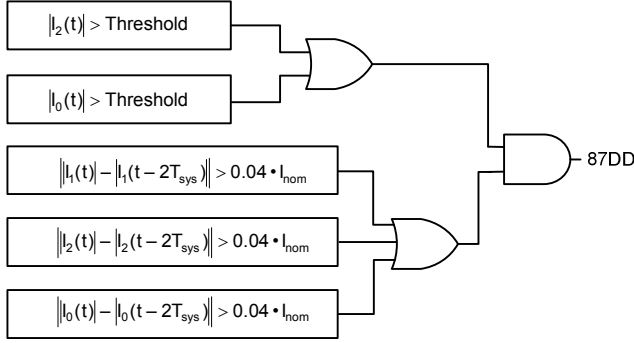 |I₂(t)| > Threshold
|I₀(t)| > Threshold
||I₁(t)| − |I₁(t − 2Tsys)|| > 0.04 • Inom
87DD
||I₂(t)| − |I₂(t − 2Tsys)|| > 0.04 • Inom
||I₀(t)| − |I₀(t − 2Tsys)|| > 0.04 • Inom